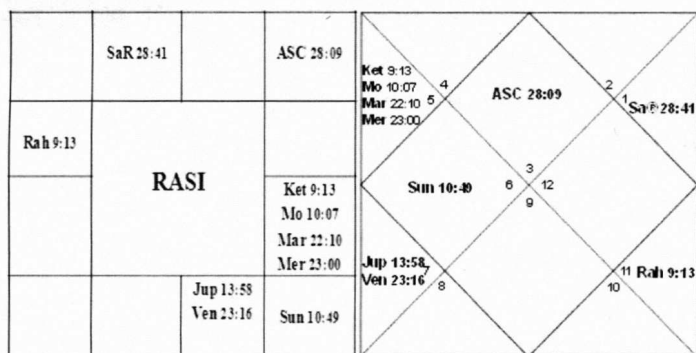 SaR 28:41
ASC 28:09
Rah 9:13
RASI
Ket 9:13
Mo 10:07
Mar 22:10
Mer 23:00
Jup 13:58
Ven 23:16
Sun 10:49
Ket 9:13
Mo 10:07
Mar 22:10
Mer 23:00
4
5
ASC 28:09
2
1
Sa® 28:41
3
Sun 10:49
6
12
9
Jup 13:58
7
Ven 23:16
8
11
Rah 9:13
10